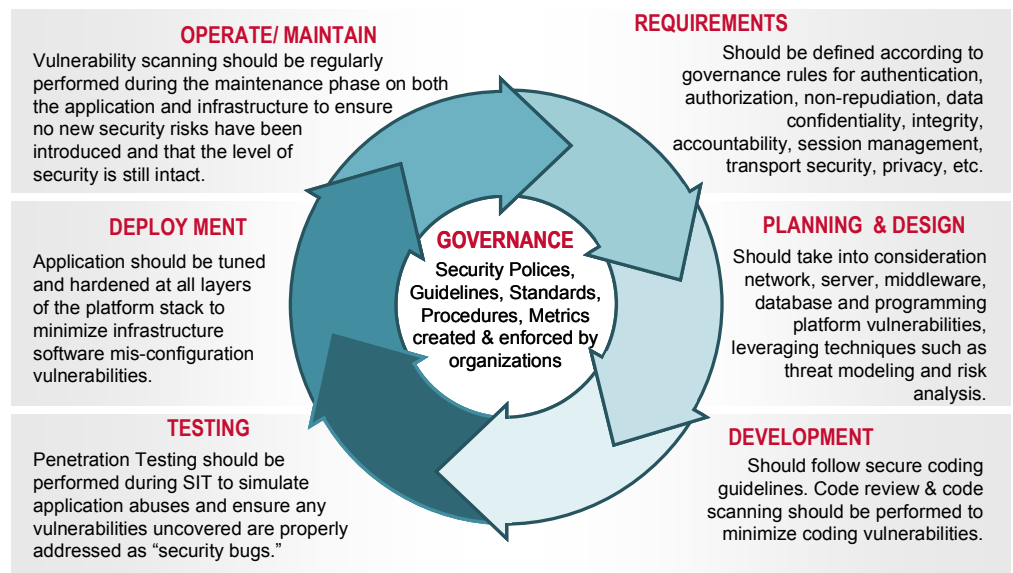 OPERATE/ MAINTAIN
Vulnerability scanning should be regularly
performed during the maintenance phase on both
the application and infrastructure to ensure
no new security risks have been
introduced and that the level of
security is still intact.
REQUIREMENTS
Should be defined according to
governance rules for authentication,
authorization, non-repudiation, data
confidentiality, integrity,
accountability, session management,
transport security, privacy, etc.
DEPLOY MENT
Application should be tuned
and hardened at all layers
of the platform stack to
minimize infrastructure
software mis-configuration
vulnerabilities.
GOVERNANCE
Security Polices,
Guidelines, Standards,
Procedures, Metrics
created & enforced by
organizations
PLANNING & DESIGN
Should take into consideration
network, server, middleware,
database and programming
platform vulnerabilities,
leveraging techniques such as
threat modeling and risk
analysis.
TESTING
Penetration Testing should be
performed during SIT to simulate
application abuses and ensure any
vulnerabilities uncovered are properly
addressed as “security bugs.”
DEVELOPMENT
Should follow secure coding
guidelines. Code review & code
scanning should be performed to
minimize coding vulnerabilities.